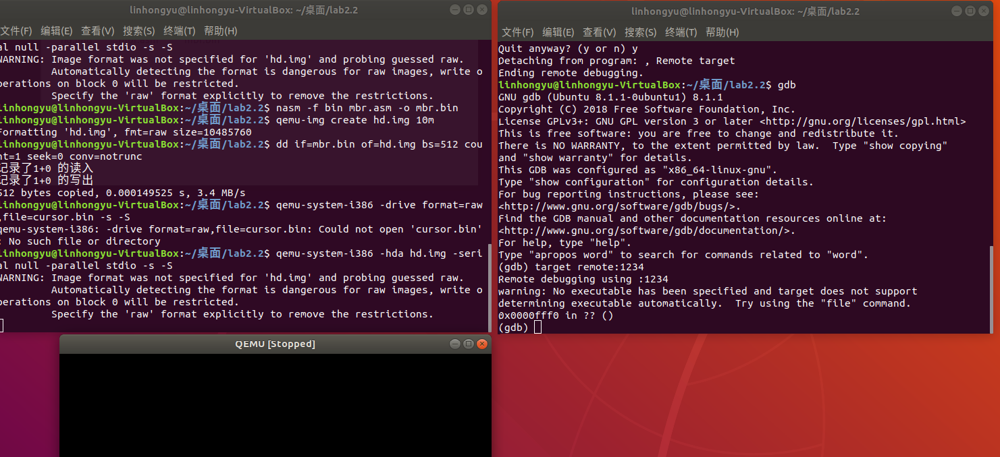 linhongyu@linhongyu-VirtualBox: ~/桌面/lab2.2
文件(F) 编辑(E) 查看(V) 搜索(S) 终端(T) 帮助(H)
al null -parallel stdio -s -S
WARNING: Image format was not specified for 'hd.img' and probing guessed raw.
Automatically detecting the format is dangerous for raw images, write o
perations on block 0 will be restricted.
Specify the 'raw' format explicitly to remove the restrictions.
linhongyu@linhongyu-VirtualBox:~/桌面/lab2.2$ nasm -f bin mbr.asm -o mbr.bin
linhongyu@linhongyu-VirtualBox:~/桌面/lab2.2$ qemu-img create hd.img 10m
Formatting 'hd.img', fmt=raw size=10485760
linhongyu@linhongyu-VirtualBox:~/桌面/lab2.2$ dd if=mbr.bin of=hd.img bs=512 cou
nt=1 seek=0 conv=notrunc
记录了1+0 的读入
记录了1+0 的写出
512 bytes copied, 0.000149525 s, 3.4 MB/s
linhongyu@linhongyu-VirtualBox:~/桌面/lab2.2$ qemu-system-i386 -drive format=raw
,file=cursor.bin -s -S
qemu-system-i386: -drive format=raw,file=cursor.bin: Could not open 'cursor.bin'
: No such file or directory
linhongyu@linhongyu-VirtualBox:~/桌面/lab2.2$ qemu-system-i386 -hda hd.img -seri
al null -parallel stdio -s -S
WARNING: Image format was not specified for 'hd.img' and probing guessed raw.
Automatically detecting the format is dangerous for raw images, write o
perations on block 0 will be restricted.
Specify the 'raw' format explicitly to remove the restrictions.
QEMU [Stopped]
linhongyu@linhongyu-VirtualBox: ~/桌面/lab2.2
文件(F) 编辑(E) 查看(V) 搜索(S) 终端(T) 帮助(H)
Quit anyway? (y or n) y
Detaching from program: , Remote target
Ending remote debugging.
linhongyu@linhongyu-VirtualBox:~/桌面/lab2.2$ gdb
GNU gdb (Ubuntu 8.1.1-0ubuntu1) 8.1.1
Copyright (C) 2018 Free Software Foundation, Inc.
License GPLv3+: GNU GPL version 3 or later <http://gnu.org/licenses/gpl.html>
This is free software: you are free to change and redistribute it.
There is NO WARRANTY, to the extent permitted by law.  Type "show copying"
and "show warranty" for details.
This GDB was configured as "x86_64-linux-gnu".
Type "show configuration" for configuration details.
For bug reporting instructions, please see:
<http://www.gnu.org/software/gdb/bugs/>.
Find the GDB manual and other documentation resources online at:
<http://www.gnu.org/software/gdb/documentation/>.
For help, type "help".
Type "apropos word" to search for commands related to "word".
(gdb) target remote:1234
Remote debugging using :1234
warning: No executable has been specified and target does not support
determining executable automatically.  Try using the "file" command.
0x0000fff0 in ?? ()
(gdb)